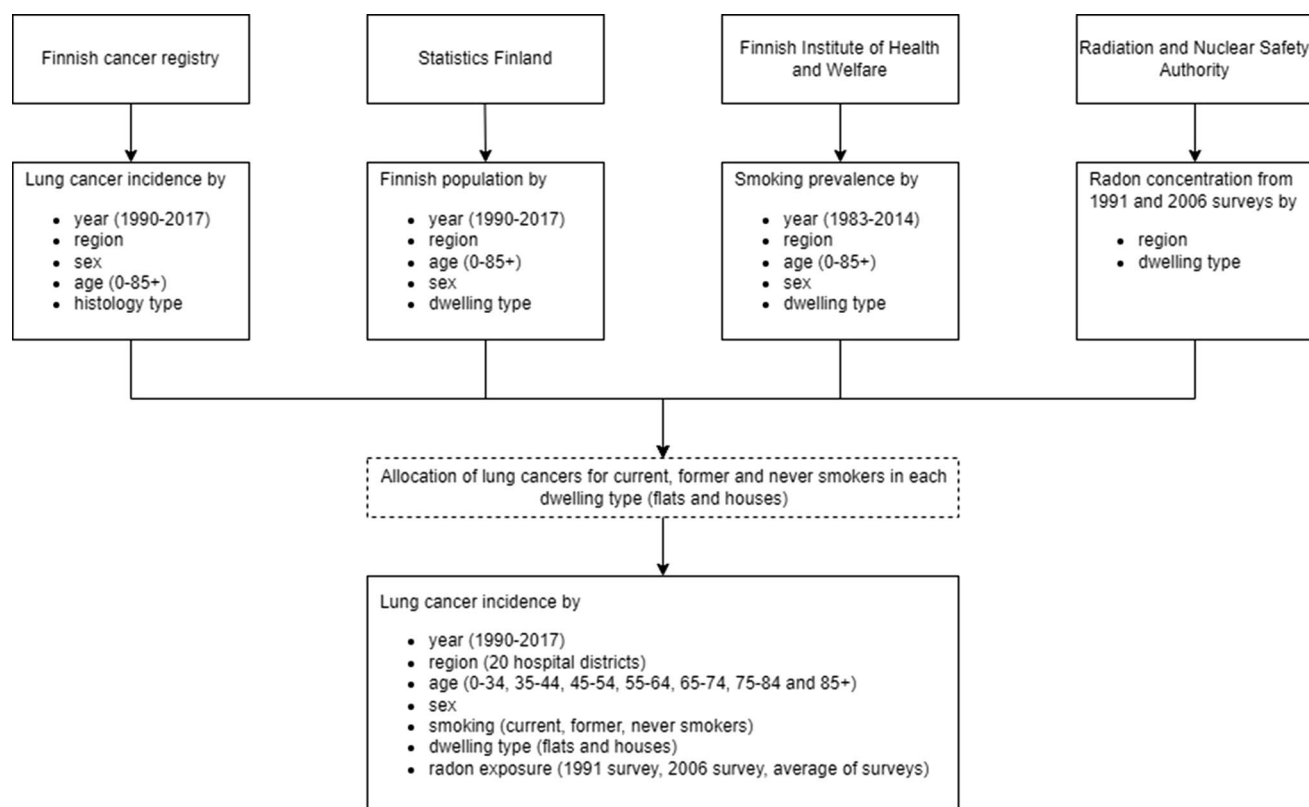 Finnish cancer registry
Statistics Finland
Finnish Institute of Health
and Welfare
Radiation and Nuclear Safety
Authority
Lung cancer incidence by
• year (1990-2017)
• region
• sex
• age (0-85+)
• histology type
Finnish population by
• year (1990-2017)
• region
• age (0-85+)
• sex
• dwelling type
Smoking prevalence by
• year (1983-2014)
• region
• age (0-85+)
• sex
• dwelling type
Radon concentration from
1991 and 2006 surveys by
• region
• dwelling type
Allocation of lung cancers for current, former and never smokers in each
dwelling type (flats and houses)
Lung cancer incidence by
• year (1990-2017)
• region (20 hospital districts)
• age (0-34, 35-44, 45-54, 55-64, 65-74, 75-84 and 85+)
• sex
• smoking (current, former, never smokers)
• dwelling type (flats and houses)
• radon exposure (1991 survey, 2006 survey, average of surveys)